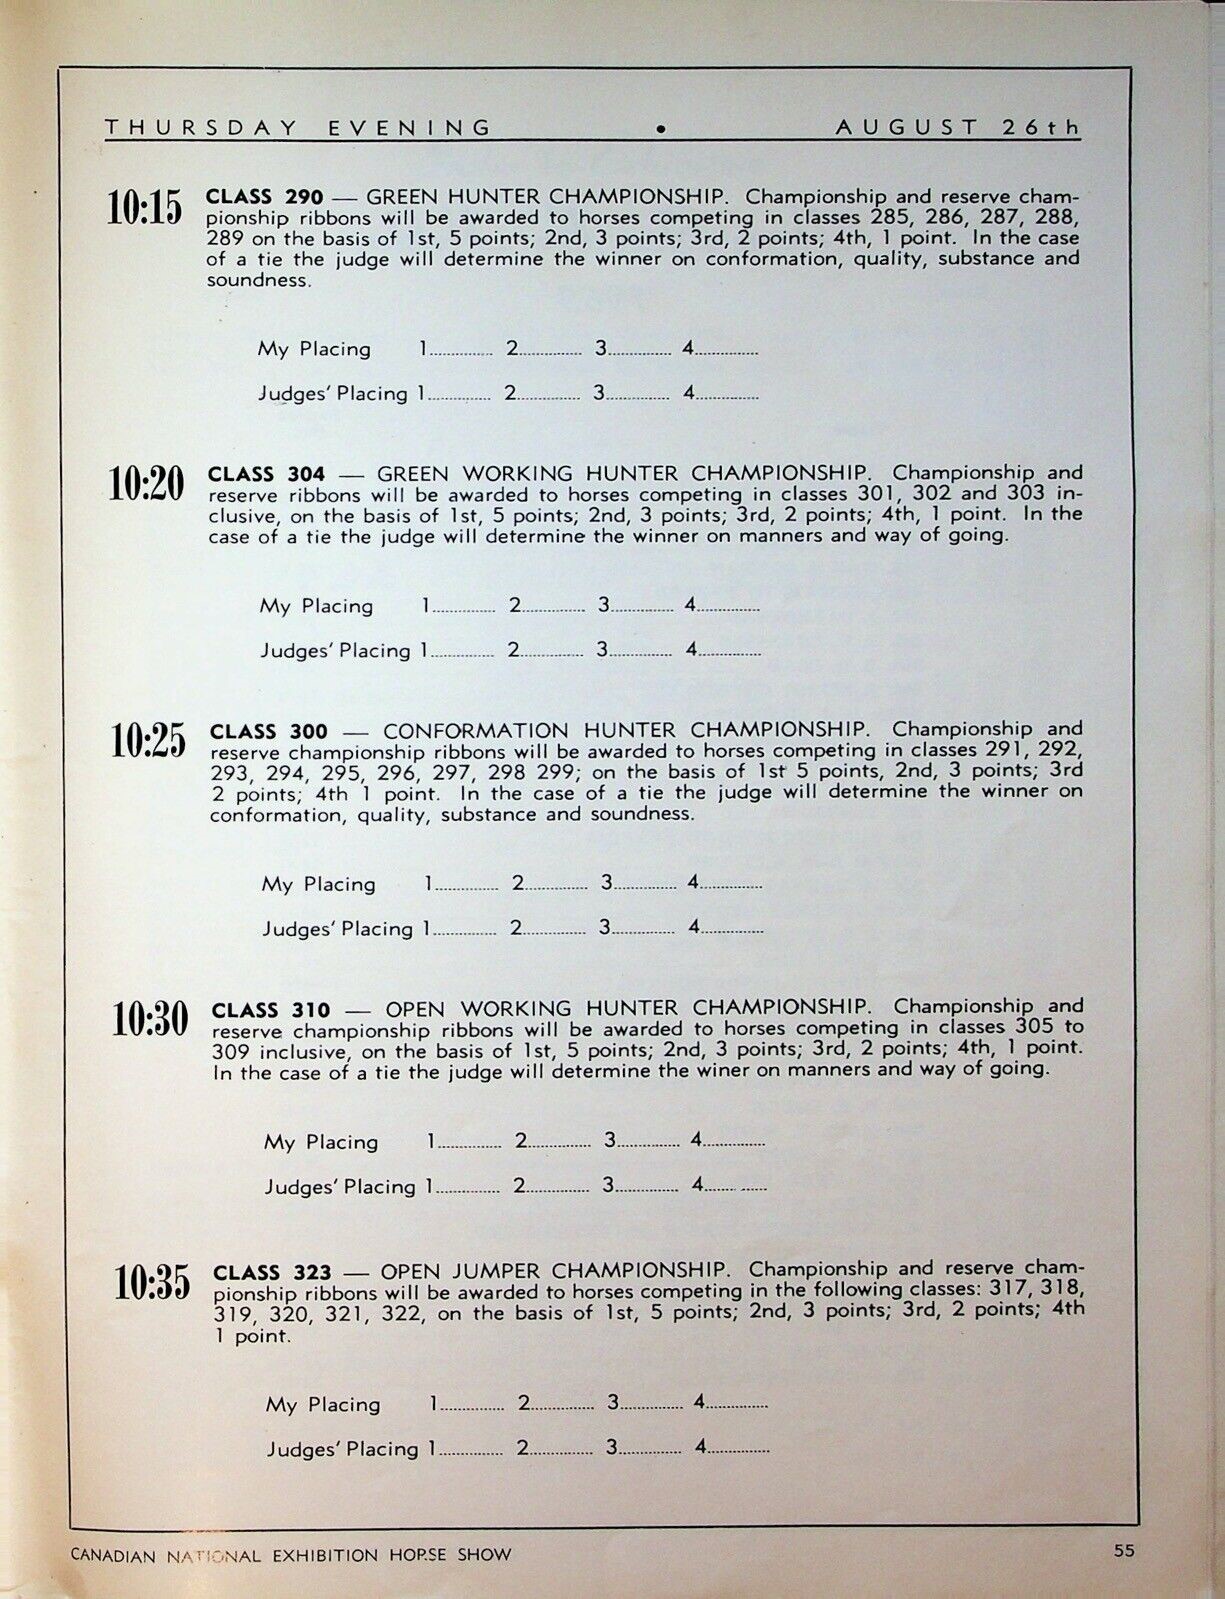 THURSDAY EVENING • AUGUST 26th
10:15 CLASS 290 — GREEN HUNTER CHAMPIONSHIP. Championship and reserve cham-
pionship ribbons will be awarded to horses competing in classes 285, 286, 287, 288,
289 on the basis of 1st, 5 points; 2nd, 3 points; 3rd, 2 points; 4th, 1 point. In the case
of a tie the judge will determine the winner on conformation, quality, substance and
soundness.
My Placing 1............... 2............... 3............... 4...............
Judges' Placing 1............... 2............... 3............... 4...............
10:20 CLASS 304 — GREEN WORKING HUNTER CHAMPIONSHIP. Championship and
reserve ribbons will be awarded to horses competing in classes 301, 302 and 303 in-
clusive, on the basis of 1st, 5 points; 2nd, 3 points; 3rd, 2 points; 4th, 1 point. In the
case of a tie the judge will determine the winner on manners and way of going.
My Placing 1............... 2............... 3............... 4...............
Judges' Placing 1............... 2............... 3............... 4...............
10:25 CLASS 300 — CONFORMATION HUNTER CHAMPIONSHIP. Championship and
reserve championship ribbons will be awarded to horses competing in classes 291, 292,
293, 294, 295, 296, 297, 298 299; on the basis of 1st 5 points, 2nd, 3 points; 3rd
2 points; 4th 1 point. In the case of a tie the judge will determine the winner on
conformation, quality, substance and soundness.
My Placing 1............... 2............... 3............... 4...............
Judges' Placing 1............... 2............... 3............... 4...............
10:30 CLASS 310 — OPEN WORKING HUNTER CHAMPIONSHIP. Championship and
reserve championship ribbons will be awarded to horses competing in classes 305 to
309 inclusive, on the basis of 1st, 5 points; 2nd, 3 points; 3rd, 2 points; 4th, 1 point.
In the case of a tie the judge will determine the winer on manners and way of going.
My Placing 1............... 2............... 3............... 4...............
Judges' Placing 1............... 2............... 3............... 4...............
10:35 CLASS 323 — OPEN JUMPER CHAMPIONSHIP. Championship and reserve cham-
pionship ribbons will be awarded to horses competing in the following classes: 317, 318,
319, 320, 321, 322, on the basis of 1st, 5 points; 2nd, 3 points; 3rd, 2 points; 4th
1 point.
My Placing 1............... 2............... 3............... 4...............
Judges' Placing 1............... 2............... 3............... 4...............
CANADIAN NATIONAL EXHIBITION HORSE SHOW 55